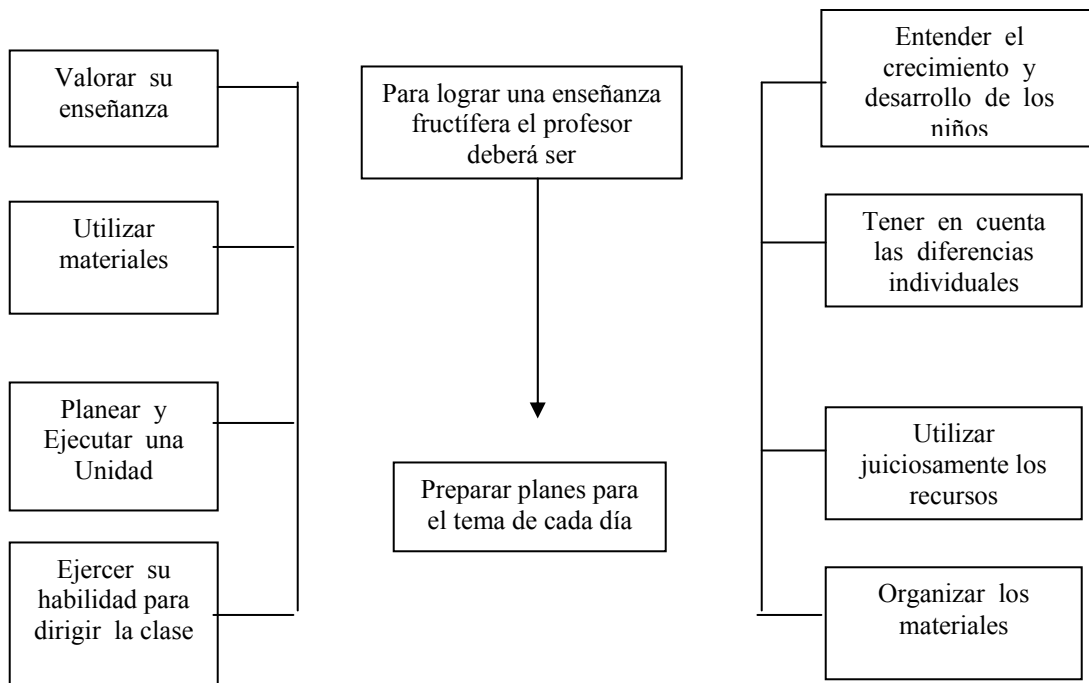 Valorar su
enseñanza
Utilizar
materiales
Planear y
Ejecutar una
Unidad
Ejercer su
habilidad para
dirigir la clase
Para lograr una enseñanza
fructífera el profesor
deberá ser
Preparar planes para
el tema de cada día
Entender el
crecimiento y
desarrollo de los
niños
Tener en cuenta
las diferencias
individuales
Utilizar
juiciosamente los
recursos
Organizar los
materiales